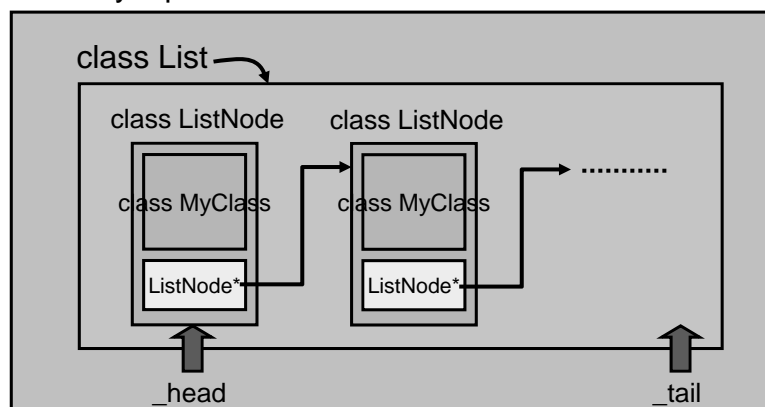 class List
class ListNode class ListNode
class MyClass class MyClass
ListNode* ListNode*
_head _tail